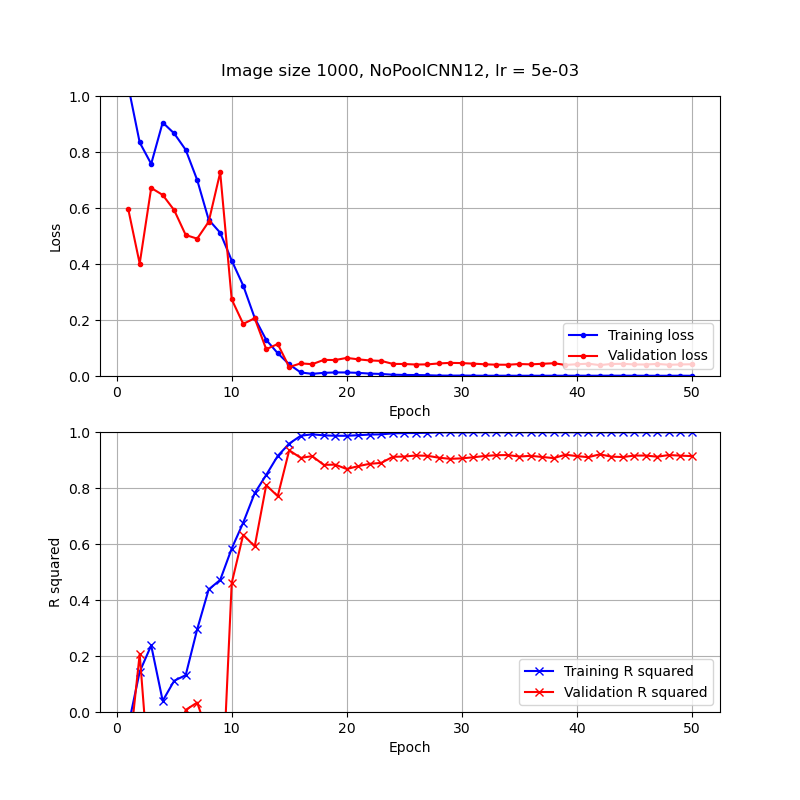 Image size 1000, NoPoolCNN12, lr = 5e-03
1.0
0.8
0.6
0.4
0.2
0.0
Loss
0 10 20 30 40 50
Epoch
Training loss
Validation loss
1.0
0.8
0.6
0.4
0.2
0.0
R squared
0 10 20 30 40 50
Epoch
Training R squared
Validation R squared